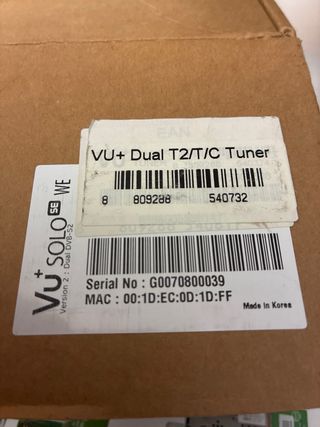 EAN
VU+ Dual T2/T/C Tuner
8 809288 540732
Vu+ SOLO SE WE
Version 2 : Dual DVB-S2
Serial No : G0070800039
MAC : 00:1D:EC:0D:1D:FF
Made in Korea